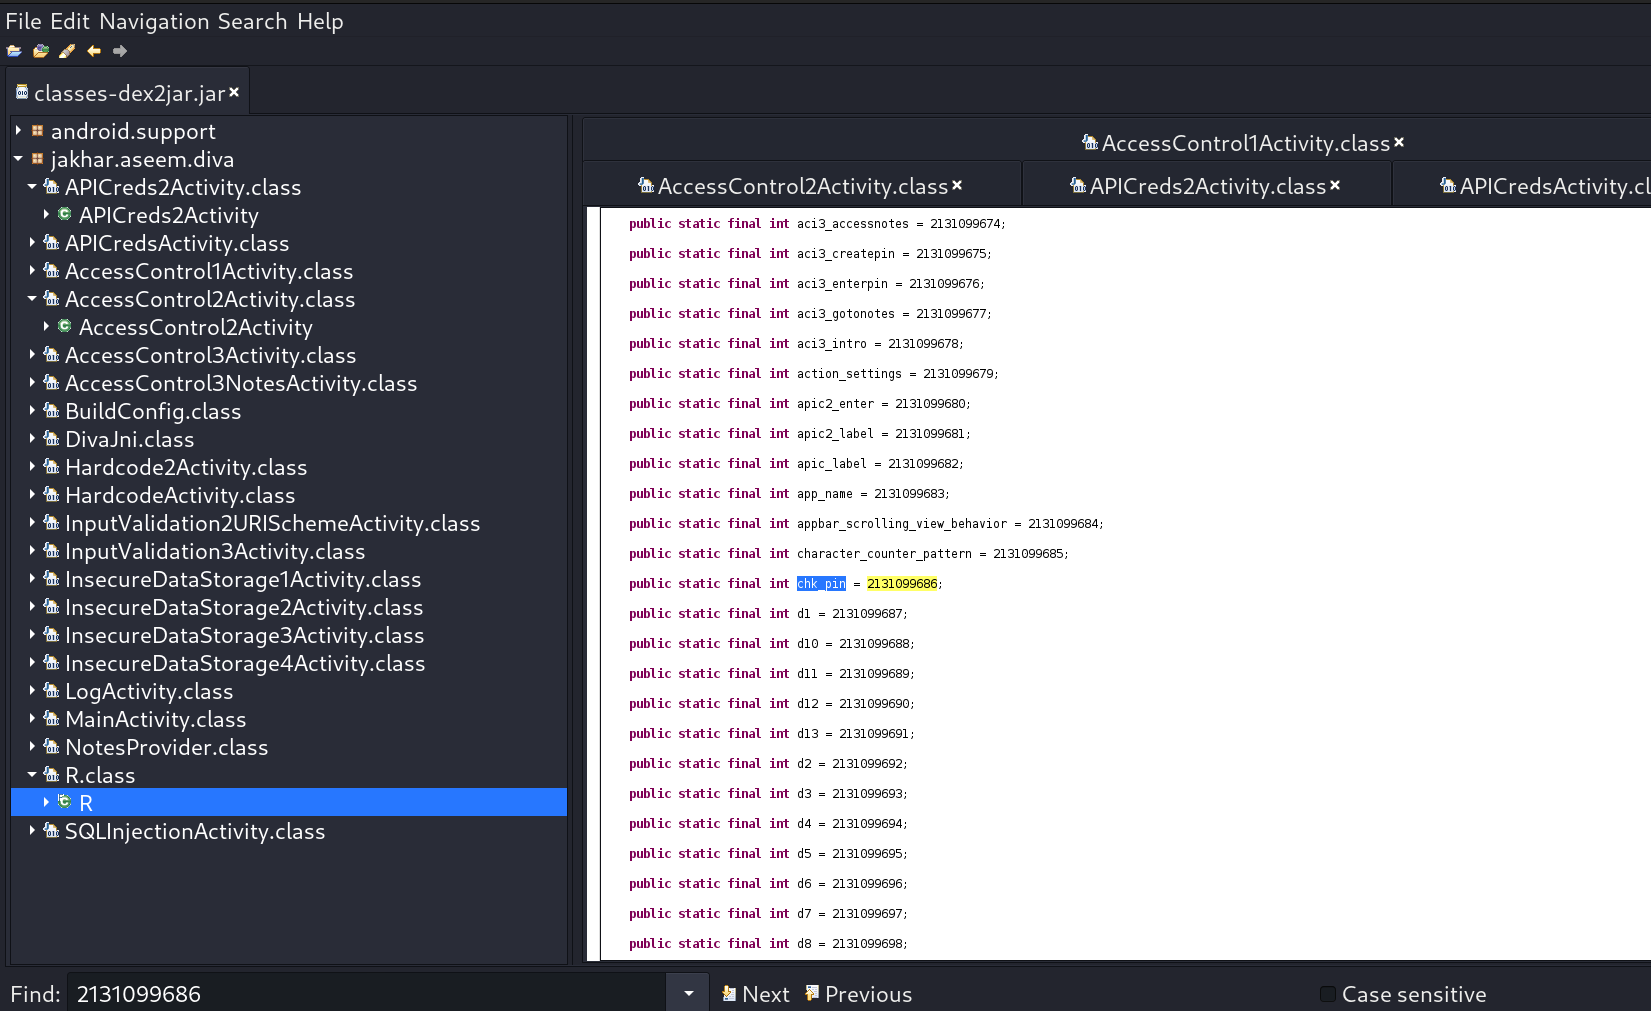 File Edit Navigation Search Help
classes-dex2jar.jar
android.support
jakhar.aseem.diva
APICreds2Activity.class
APICreds2Activity
APICredsActivity.class
AccessControl1Activity.class
AccessControl2Activity.class
AccessControl2Activity
AccessControl3Activity.class
AccessControl3NotesActivity.class
BuildConfig.class
DivaJni.class
Hardcode2Activity.class
HardcodeActivity.class
InputValidation2URISchemeActivity.class
InputValidation3Activity.class
InsecureDataStorage1Activity.class
InsecureDataStorage2Activity.class
InsecureDataStorage3Activity.class
InsecureDataStorage4Activity.class
LogActivity.class
MainActivity.class
NotesProvider.class
R.class
R
SQLInjectionActivity.class
AccessControl1Activity.class
AccessControl2Activity.class APICreds2Activity.class APICredsActivity.cl
public static final int aci3_accessnotes = 2131099674;
public static final int aci3_createpin = 2131099675;
public static final int aci3_enterpin = 2131099676;
public static final int aci3_gotonotes = 2131099677;
public static final int aci3_intro = 2131099678;
public static final int action_settings = 2131099679;
public static final int apic2_enter = 2131099680;
public static final int apic2_label = 2131099681;
public static final int apic_label = 2131099682;
public static final int app_name = 2131099683;
public static final int appbar_scrolling_view_behavior = 2131099684;
public static final int character_counter_pattern = 2131099685;
public static final int chk_pin = 2131099686;
public static final int d1 = 2131099687;
public static final int d10 = 2131099688;
public static final int d11 = 2131099689;
public static final int d12 = 2131099690;
public static final int d13 = 2131099691;
public static final int d2 = 2131099692;
public static final int d3 = 2131099693;
public static final int d4 = 2131099694;
public static final int d5 = 2131099695;
public static final int d6 = 2131099696;
public static final int d7 = 2131099697;
public static final int d8 = 2131099698;
Find: 2131099686 Next Previous Case sensitive